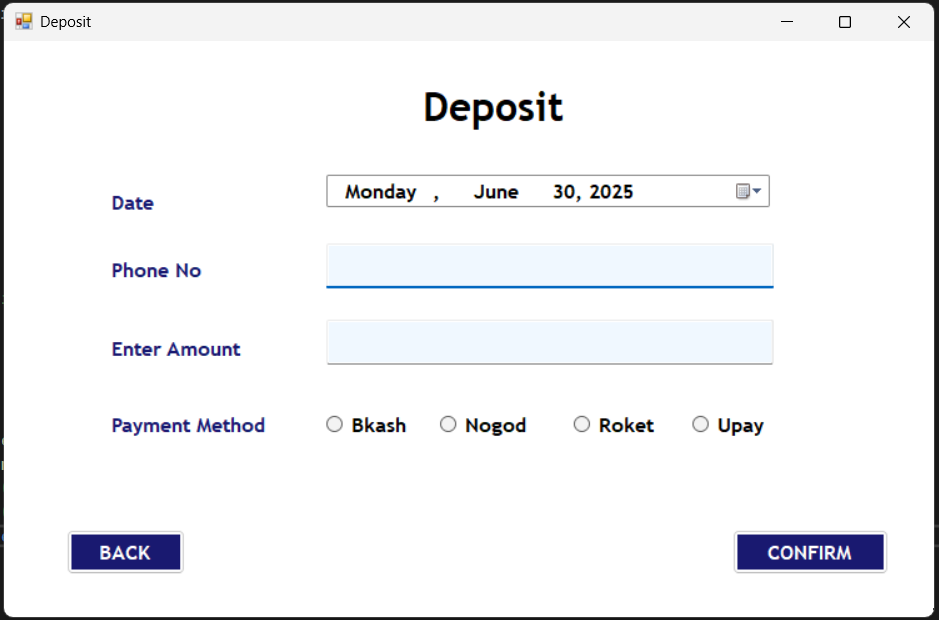 Deposit
Deposit
Date
Monday , June 30, 2025
Phone No
Enter Amount
Payment Method Bkash Nogod Roket Upay
BACK CONFIRM